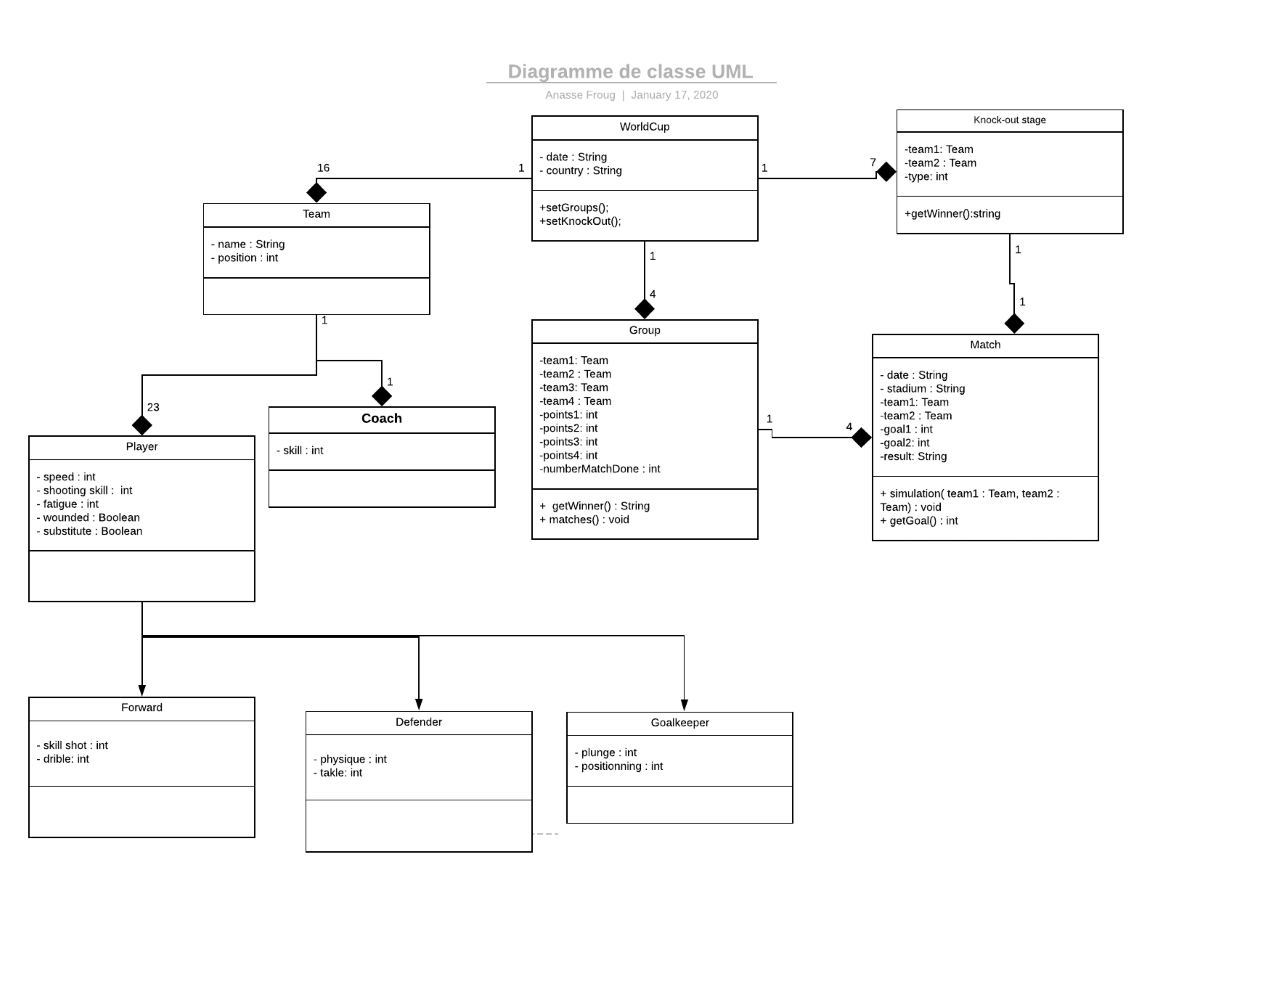 Diagramme de classe UML
Anasse Froug | January 17, 2020
WorldCup
- date : String
- country : String
+setGroups();
+setKnockOut();
1
16
1
7
Knock-out stage
-team1: Team
-team2 : Team
-type: int
+getWinner():string
Team
- name : String
- position : int
1
1
4
1
1
Group
-team1: Team
-team2 : Team
-team3: Team
-team4 : Team
-points1: int
-points2: int
-points3: int
-points4: int
-numberMatchDone : int
+ getWinner() : String
+ matches() : void
1
4
Match
- date : String
- stadium : String
-team1: Team
-team2 : Team
-goal1 : int
-goal2: int
-result: String
+ simulation( team1 : Team, team2 :
Team) : void
+ getGoal() : int
23
1
Coach
- skill : int
Player
- speed : int
- shooting skill : int
- fatigue : int
- wounded : Boolean
- substitute : Boolean
Forward
- skill shot : int
- drible: int
Defender
- physique : int
- takle: int
Goalkeeper
- plunge : int
- positionning : int